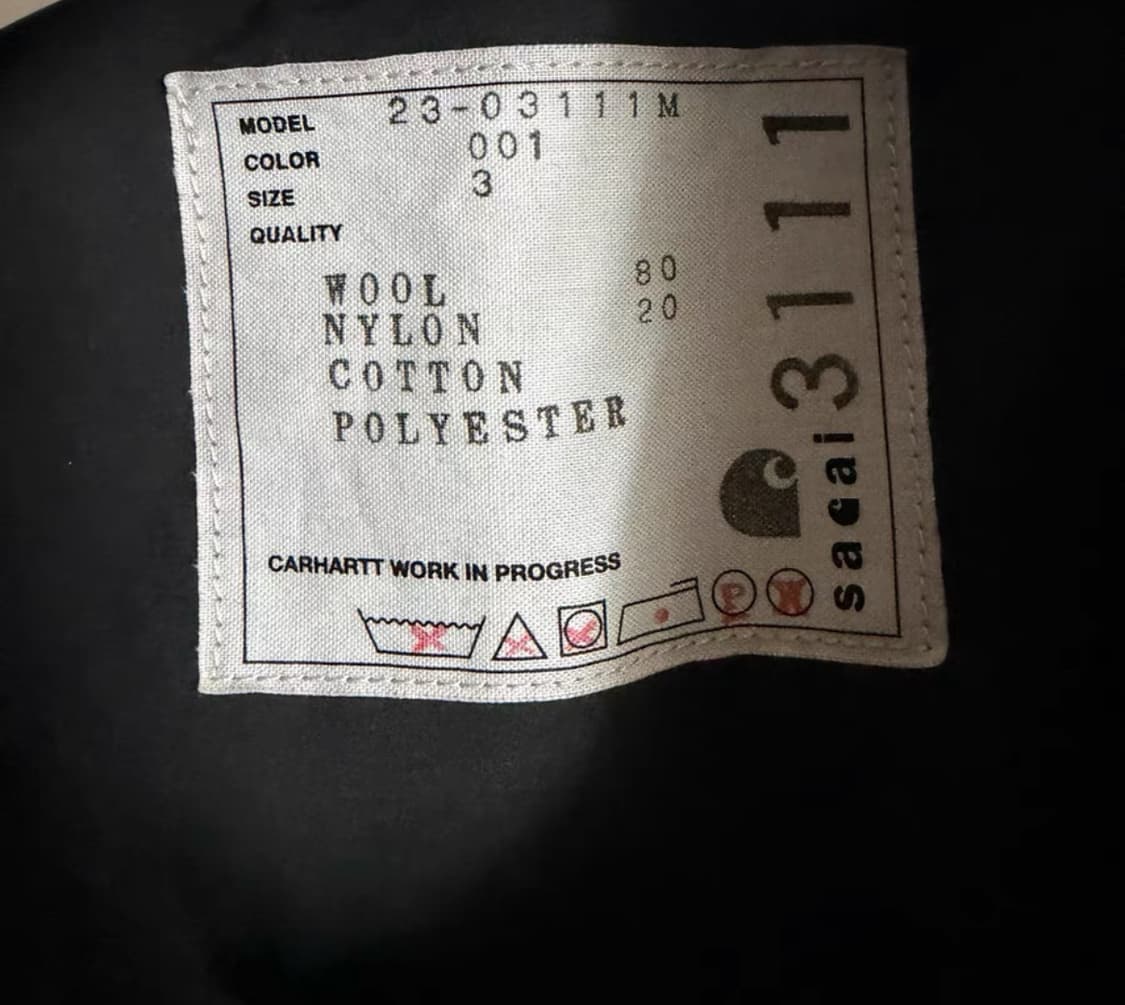 MODEL 23-03111M
COLOR 001
SIZE 3
QUALITY
WOOL 80
NYLON 20
COTTON
POLYESTER
CARHARTT WORK IN PROGRESS
P W
sacai 3111